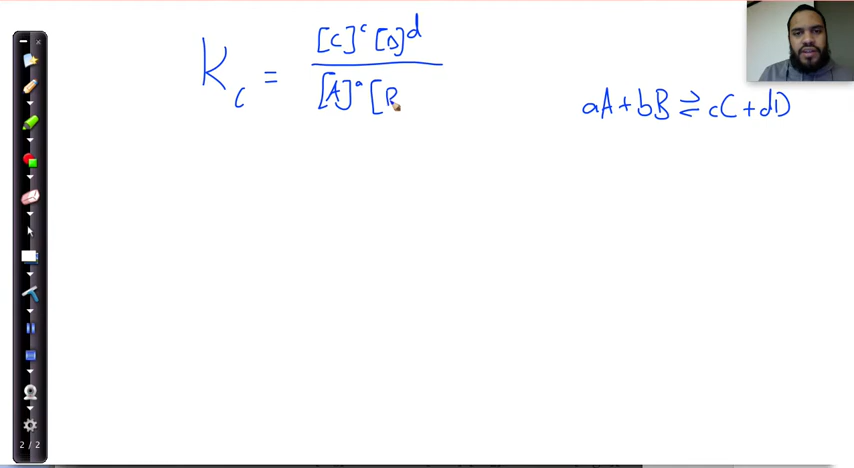 Kc = [C]^c [D]^d / [A]^a [B
aA + bB ⇌ cC + dD
2 / 2